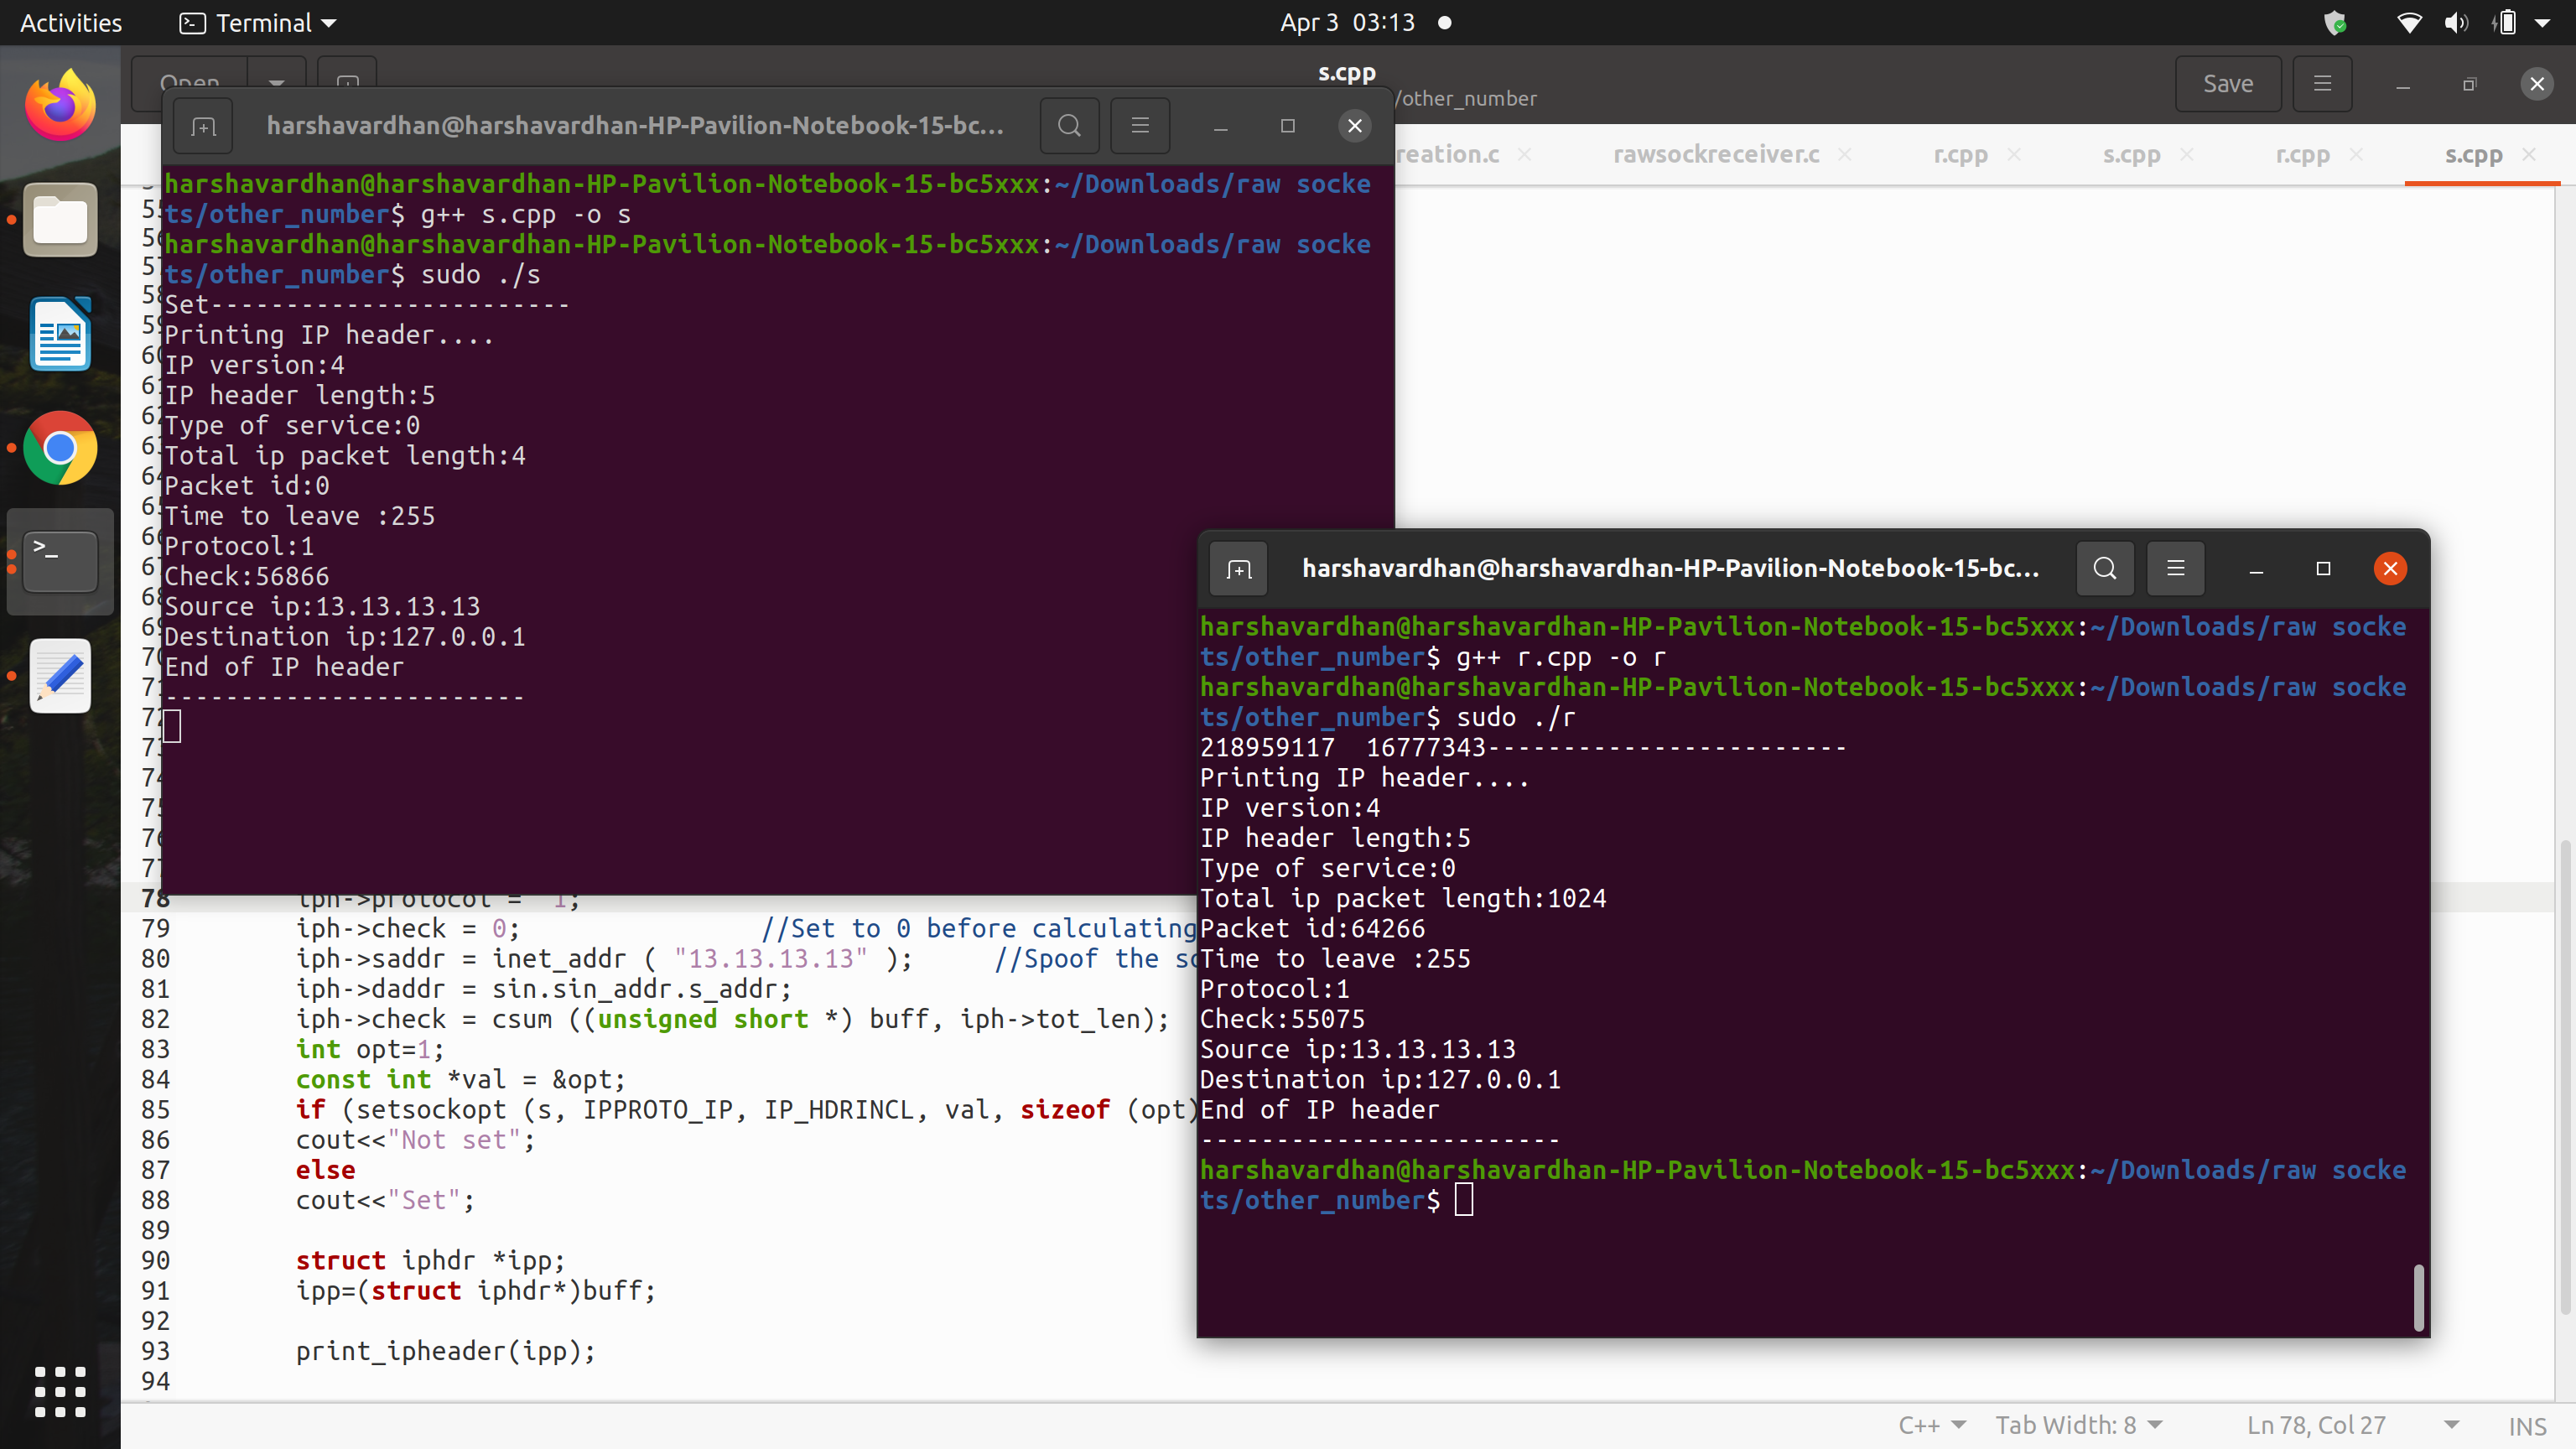 Activities
Terminal
Apr 3 03:13
Open
s.cpp
/other_number
Save
reation.c
rawsockreceiver.c
r.cpp
s.cpp
r.cpp
s.cpp
harshavardhan@harshavardhan-HP-Pavilion-Notebook-15-bc...
harshavardhan@harshavardhan-HP-Pavilion-Notebook-15-bc5xxx:~/Downloads/raw socke
ts/other_number$ g++ s.cpp -o s
harshavardhan@harshavardhan-HP-Pavilion-Notebook-15-bc5xxx:~/Downloads/raw socke
ts/other_number$ sudo ./s
Set------------------------
Printing IP header....
IP version:4
IP header length:5
Type of service:0
Total ip packet length:4
Packet id:0
Time to leave :255
Protocol:1
Check:56866
Source ip:13.13.13.13
Destination ip:127.0.0.1
End of IP header
------------------------
harshavardhan@harshavardhan-HP-Pavilion-Notebook-15-bc...
harshavardhan@harshavardhan-HP-Pavilion-Notebook-15-bc5xxx:~/Downloads/raw socke
ts/other_number$ g++ r.cpp -o r
harshavardhan@harshavardhan-HP-Pavilion-Notebook-15-bc5xxx:~/Downloads/raw socke
ts/other_number$ sudo ./r
218959117  16777343------------------------
Printing IP header....
IP version:4
IP header length:5
Type of service:0
Total ip packet length:1024
Packet id:64266
Time to leave :255
Protocol:1
Check:55075
Source ip:13.13.13.13
Destination ip:127.0.0.1
End of IP header
------------------------
harshavardhan@harshavardhan-HP-Pavilion-Notebook-15-bc5xxx:~/Downloads/raw socke
ts/other_number$
78 iph->protocol =  1;
79 iph->check = 0; //Set to 0 before calculating
80 iph->saddr = inet_addr ( "13.13.13.13" ); //Spoof the
81 iph->daddr = sin.sin_addr.s_addr;
82 iph->check = csum ((unsigned short *) buff, iph->tot_len);
83 int opt=1;
84 const int *val = &opt;
85 if (setsockopt (s, IPPROTO_IP, IP_HDRINCL, val, sizeof (opt)
86 cout<<"Not set";
87 else
88 cout<<"Set";
89
90 struct iphdr *ipp;
91 ipp=(struct iphdr*)buff;
92
93 print_ipheader(ipp);
94
C++
Tab Width: 8
Ln 78, Col 27
INS